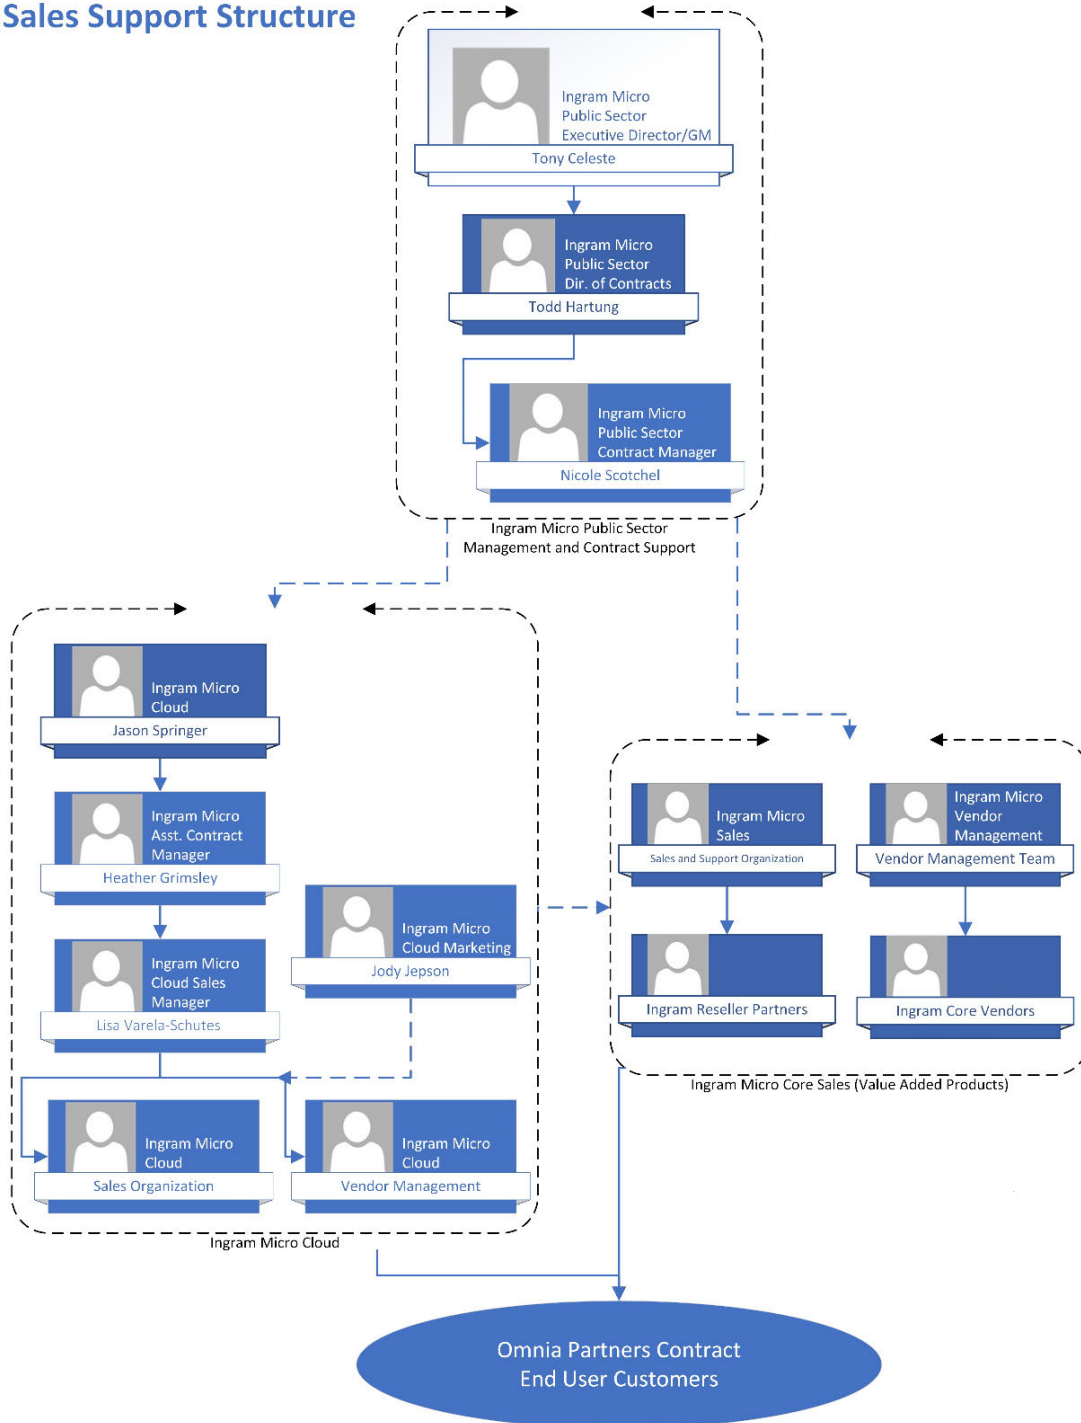 Sales Support Structure
Ingram Micro
Public Sector
Executive Director/GM
Tony Celeste
Ingram Micro
Public Sector
Dir. of Contracts
Todd Hartung
Ingram Micro
Public Sector
Contract Manager
Nicole Scotchel
Ingram Micro Public Sector
Management and Contract Support
Ingram Micro
Cloud
Jason Springer
Ingram Micro
Asst. Contract
Manager
Heather Grimsley
Ingram Micro
Cloud Sales
Manager
Lisa Varela-Schutes
Ingram Micro
Cloud Marketing
Jody Jepson
Ingram Micro
Cloud
Sales Organization
Ingram Micro
Cloud
Vendor Management
Ingram Micro Cloud
Ingram Micro
Sales
Sales and Support Organization
Ingram Micro
Vendor
Management
Vendor Management Team
Ingram Reseller Partners
Ingram Core Vendors
Ingram Micro Core Sales (Value Added Products)
Omnia Partners Contract
End User Customers